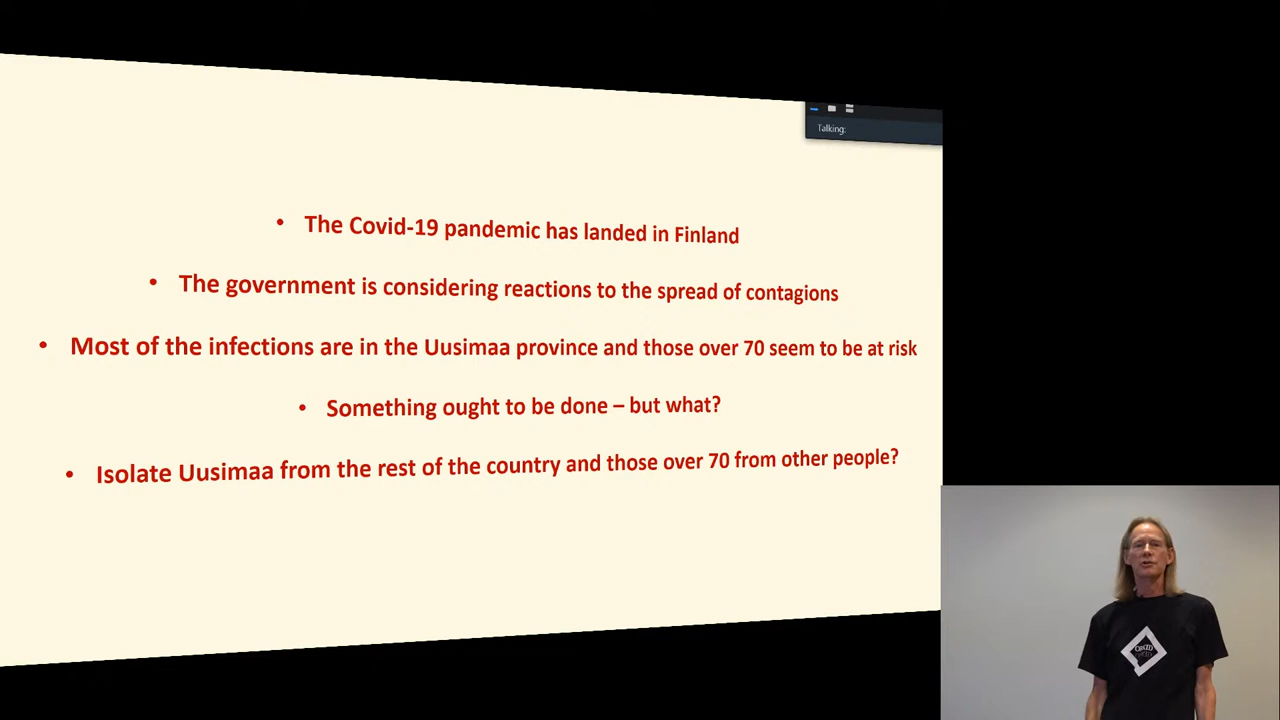 Talking:
• The Covid-19 pandemic has landed in Finland
• The government is considering reactions to the spread of contagions
• Most of the infections are in the Uusimaa province and those over 70 seem to be at risk
• Something ought to be done – but what?
• Isolate Uusimaa from the rest of the country and those over 70 from other people?